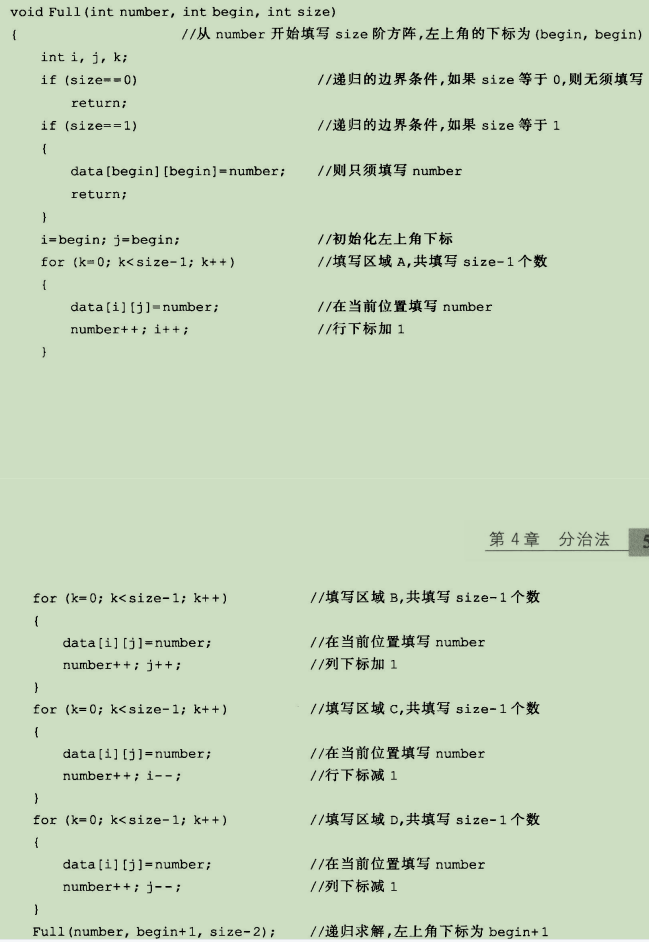 void Full(int number, int begin, int size)
{ //从 number 开始填写 size 阶方阵,左上角的下标为(begin, begin)
int i, j, k;
if (size==0) //递归的边界条件,如果 size 等于 0,则无须填写
return;
if (size==1) //递归的边界条件,如果 size 等于 1
{
data[begin][begin]=number; //则只须填写 number
return;
}
i=begin; j=begin; //初始化左上角下标
for (k=0; k<size-1; k++) //填写区域 A,共填写 size-1 个数
{
data[i][j]=number; //在当前位置填写 number
number++; i++; //行下标加 1
}
第 4 章 分治法 5
for (k=0; k<size-1; k++) //填写区域 B,共填写 size-1 个数
{
data[i][j]=number; //在当前位置填写 number
number++; j++; //列下标加 1
}
for (k=0; k<size-1; k++) //填写区域 C,共填写 size-1 个数
{
data[i][j]=number; //在当前位置填写 number
number++; i--; //行下标减 1
}
for (k=0; k<size-1; k++) //填写区域 D,共填写 size-1 个数
{
data[i][j]=number; //在当前位置填写 number
number++; j--; //列下标减 1
}
Full(number, begin+1, size-2); //递归求解,左上角下标为 begin+1